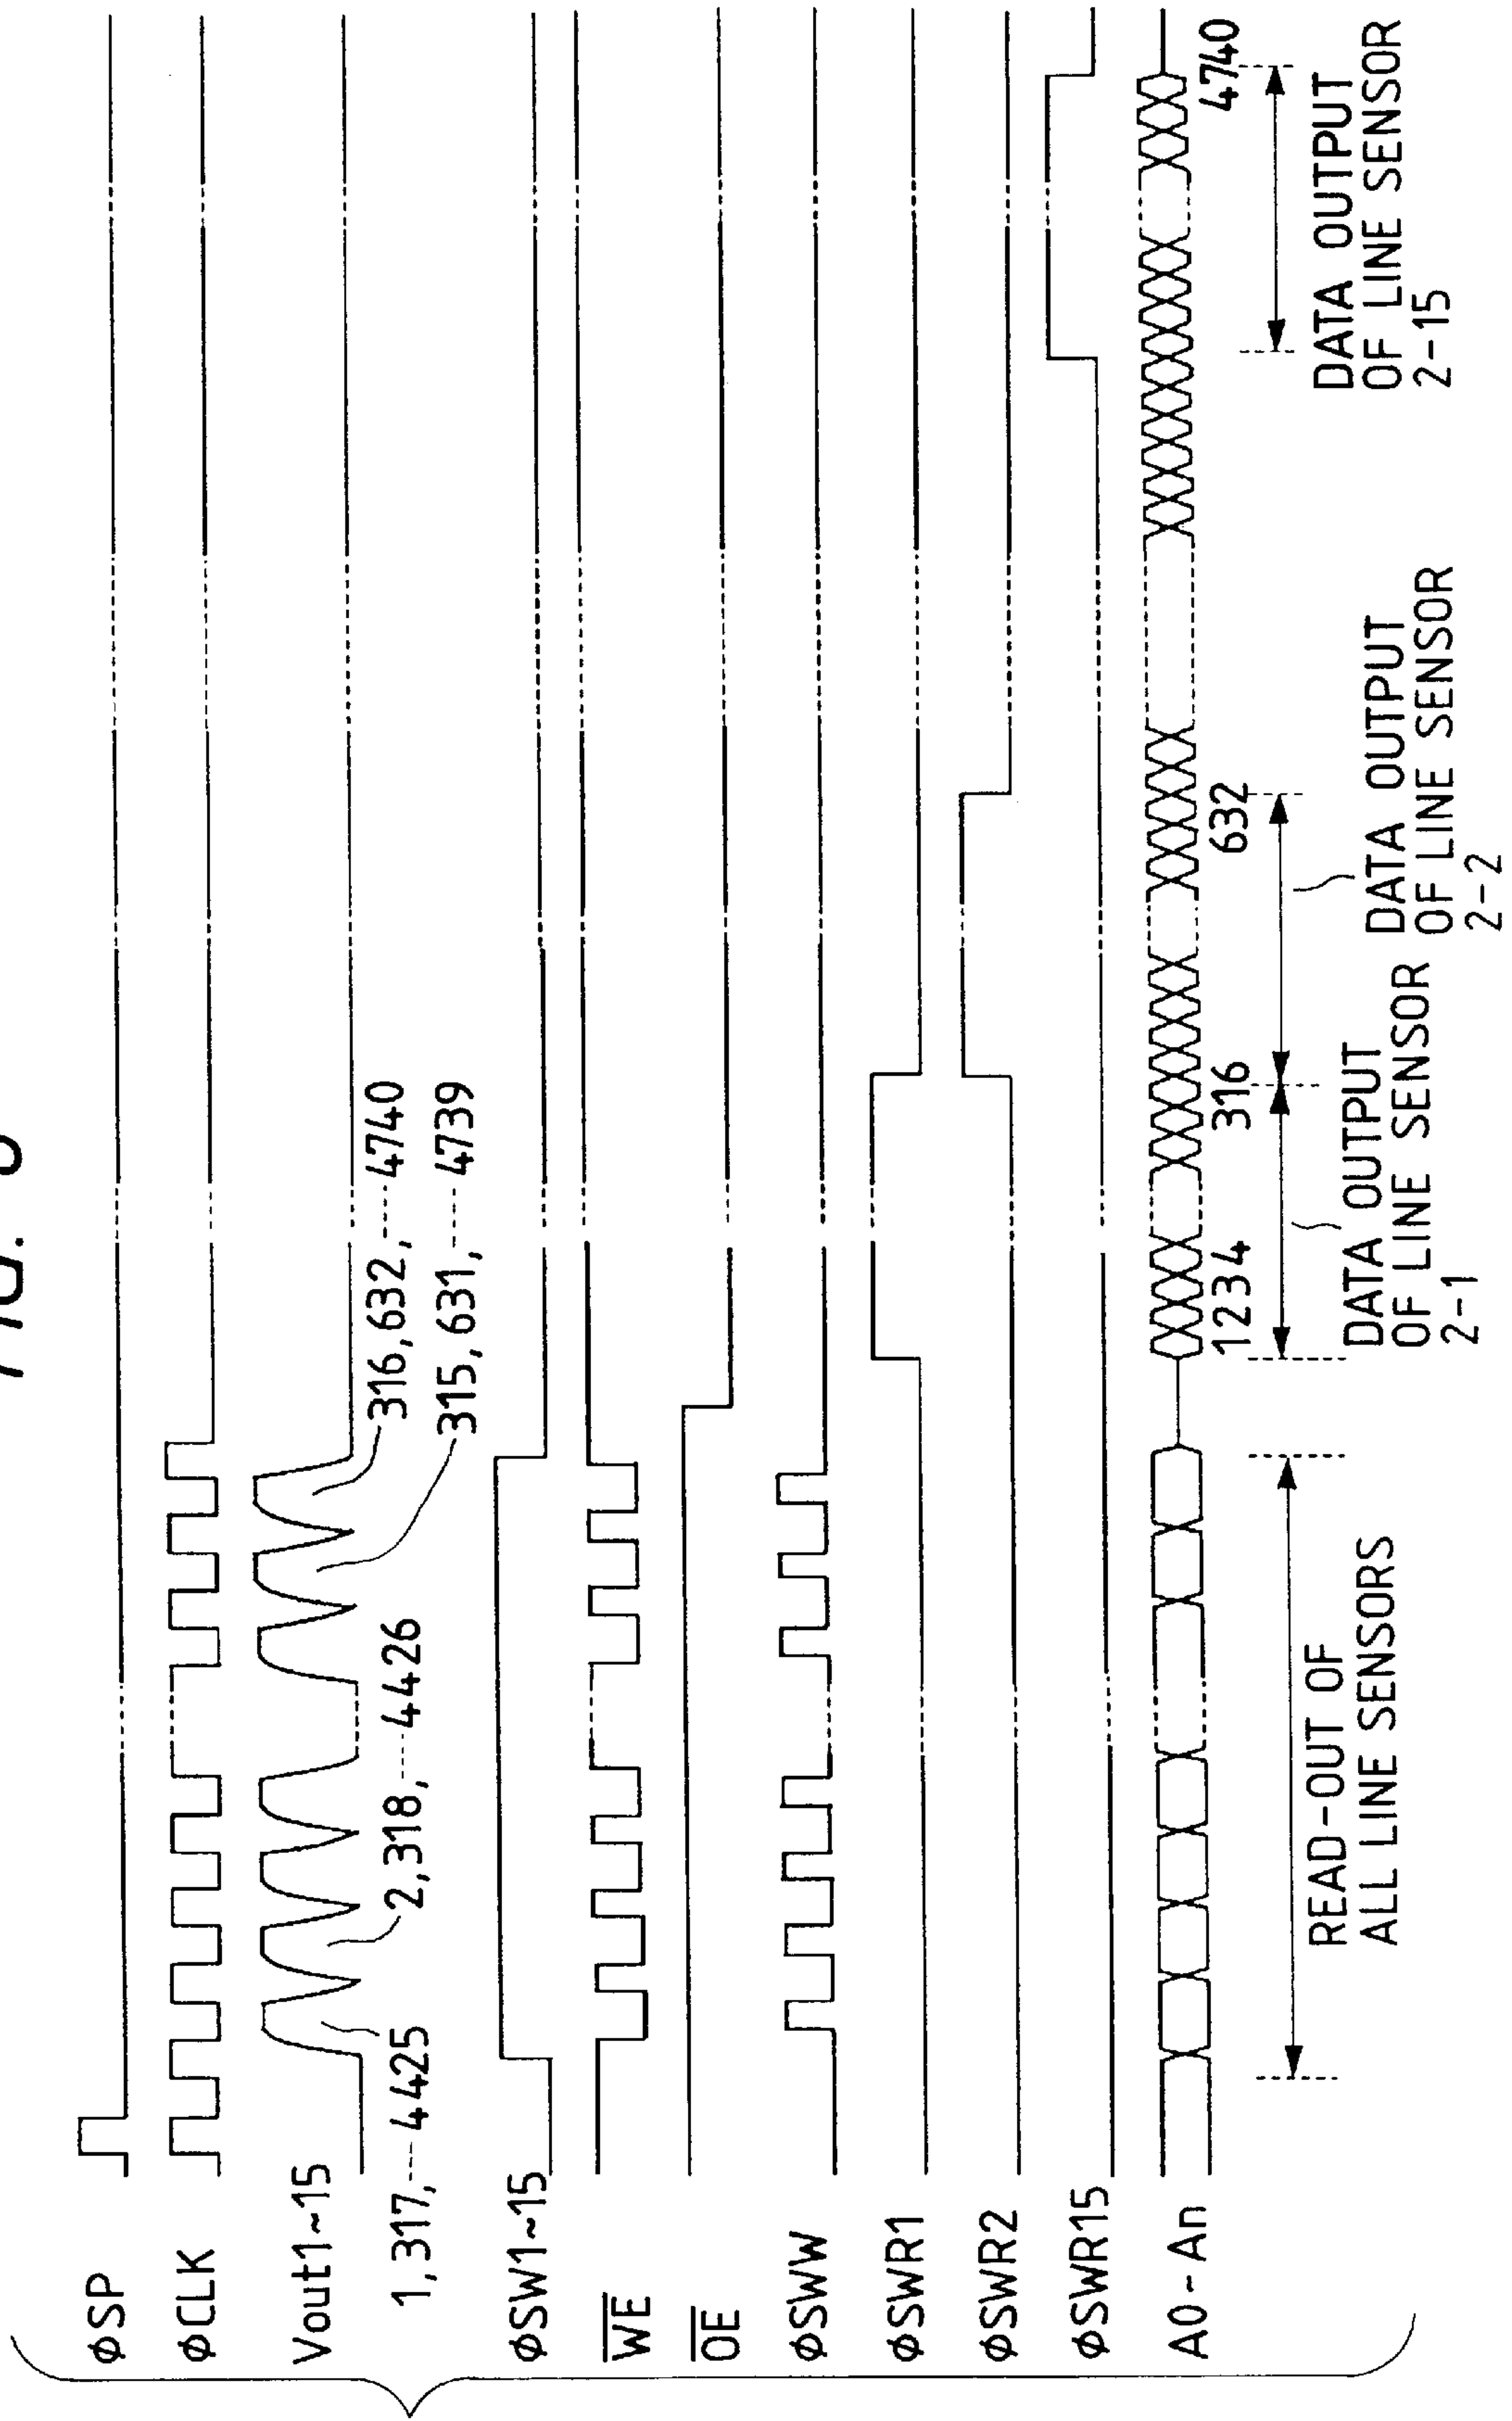 φSP
φCLK
Vout1~15
1,317,---4425
2,318,---4426
315,631,---4739
316,632,---4740
φSW1~15
WE
OE
φSWW
φSWR1
φSWR2
φSWR15
A0~An
1 2 3 4
316
632
4740
READ-OUT OF
ALL LINE SENSORS
DATA OUTPUT
OF LINE SENSOR
2-1
DATA OUTPUT
OF LINE SENSOR
2-2
DATA OUTPUT
OF LINE SENSOR
2-15